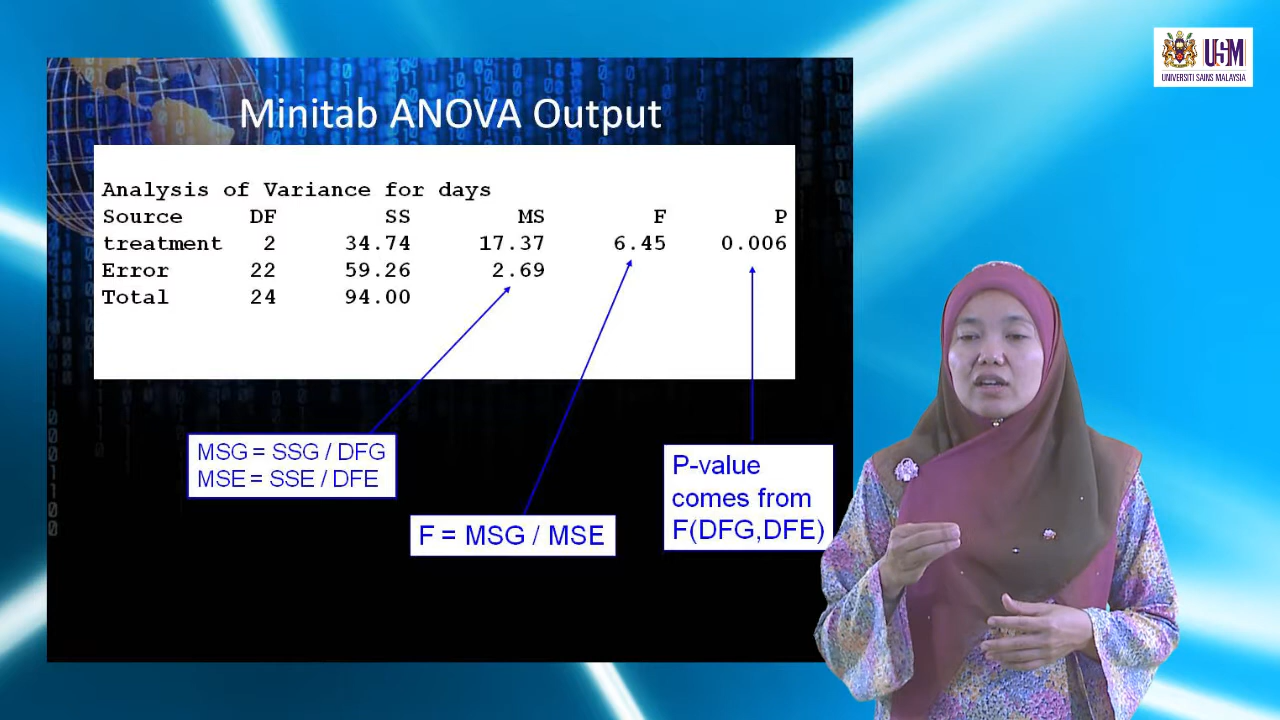 USM
UNIVERSITI SAINS MALAYSIA
Minitab ANOVA Output
Analysis of Variance for days
Source DF SS MS F P
treatment 2 34.74 17.37 6.45 0.006
Error 22 59.26 2.69
Total 24 94.00
MSG = SSG / DFG
MSE = SSE / DFE
F = MSG / MSE
P-value
comes from
F(DFG,DFE)